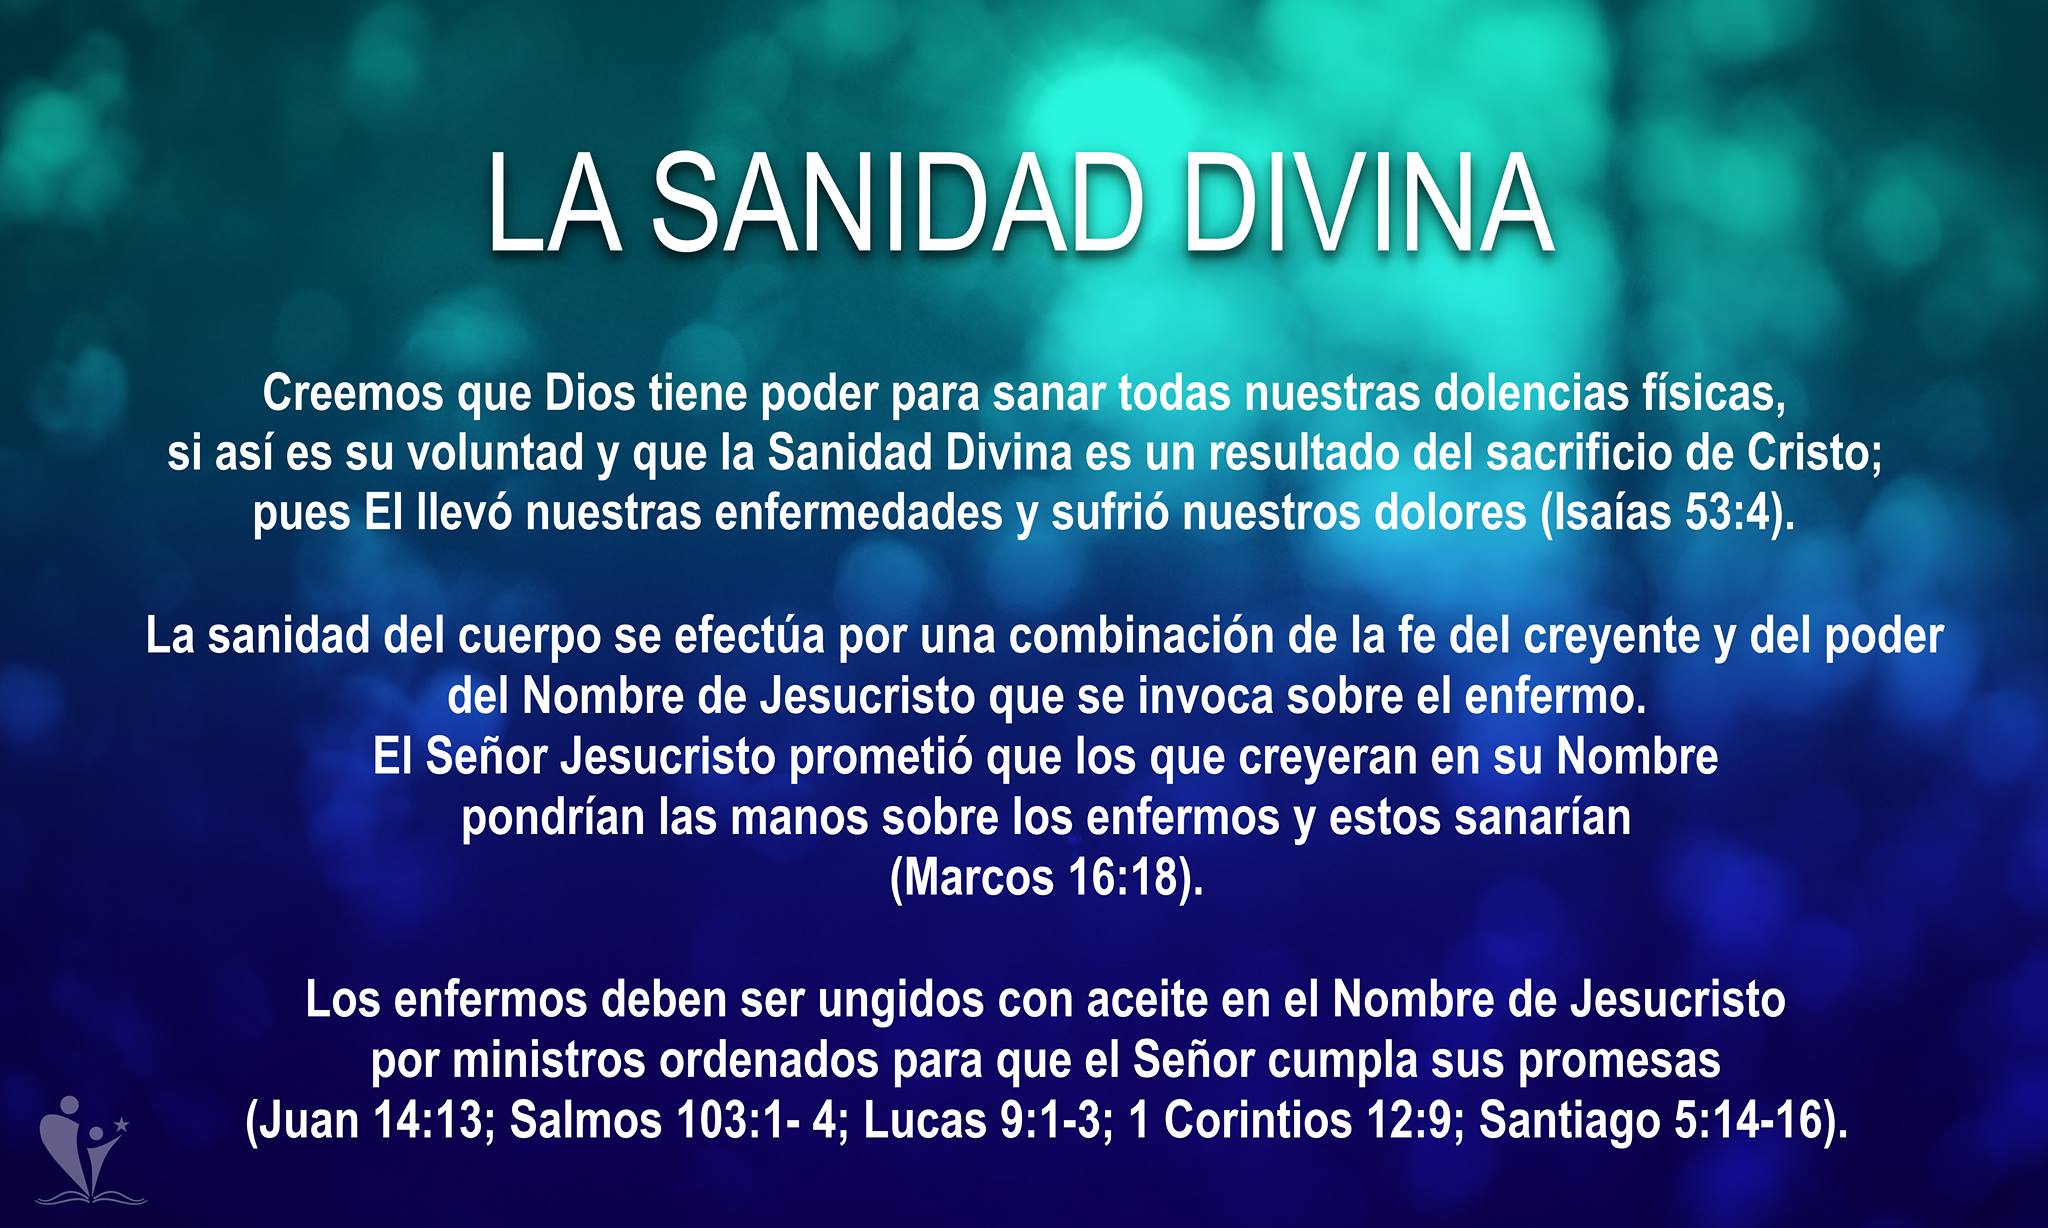 LA SANIDAD DIVINA
Creemos que Dios tiene poder para sanar todas nuestras dolencias físicas,
si así es su voluntad y que la Sanidad Divina es un resultado del sacrificio de Cristo;
pues El llevó nuestras enfermedades y sufrió nuestros dolores (Isaías 53:4).
La sanidad del cuerpo se efectúa por una combinación de la fe del creyente y del poder
del Nombre de Jesucristo que se invoca sobre el enfermo.
El Señor Jesucristo prometió que los que creyeran en su Nombre
pondrían las manos sobre los enfermos y estos sanarían
(Marcos 16:18).
Los enfermos deben ser ungidos con aceite en el Nombre de Jesucristo
por ministros ordenados para que el Señor cumpla sus promesas
(Juan 14:13; Salmos 103:1- 4; Lucas 9:1-3; 1 Corintios 12:9; Santiago 5:14-16).